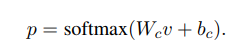 p = softmax(W_c v + b_c).